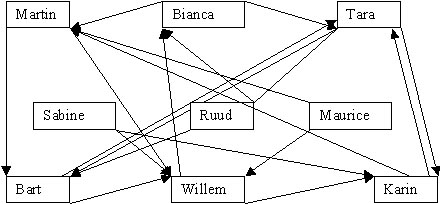 Martin Bianca Tara
Sabine Ruud Maurice
Bart Willem Karin